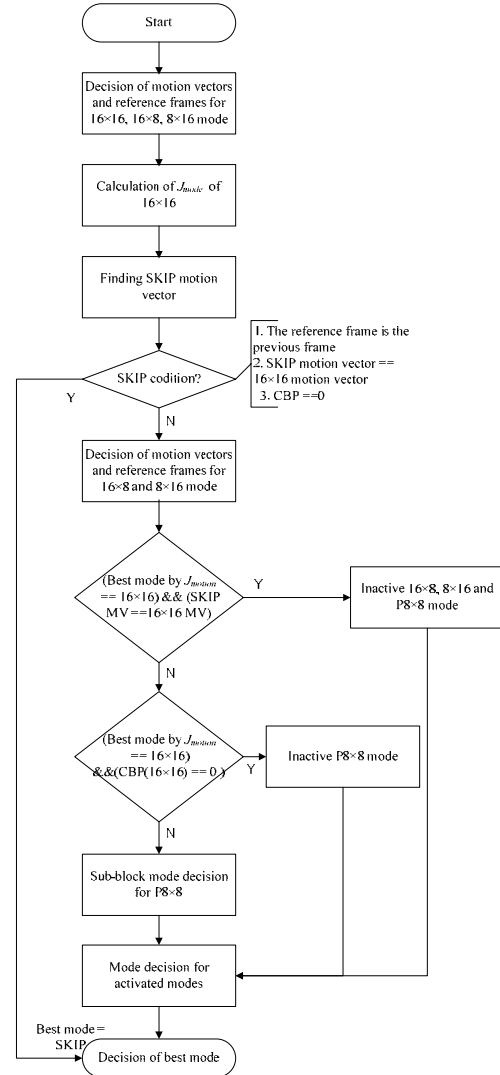 Start
Decision of motion vectors
and reference frames for
16×16, 16×8, 8×16 mode
Calculation of Jmode of
16×16
Finding SKIP motion
vector
1. The reference frame is the
previous frame
2. SKIP motion vector ==
16×16 motion vector
3. CBP ==0
SKIP codition?
Y
N
Decision of motion vectors
and reference frames for
16×8 and 8×16 mode
(Best mode by Jmotion
== 16×16) && (SKIP
MV ==16×16 MV)
Y
Inactive 16×8, 8×16 and
P8×8 mode
N
(Best mode by Jmotion
== 16×16)
&&(CBP(16×16) == 0 )
Y
Inactive P8×8 mode
N
Sub-block mode decision
for P8×8
Mode decision for
activated modes
Best mode =
SKIP
Decision of best mode